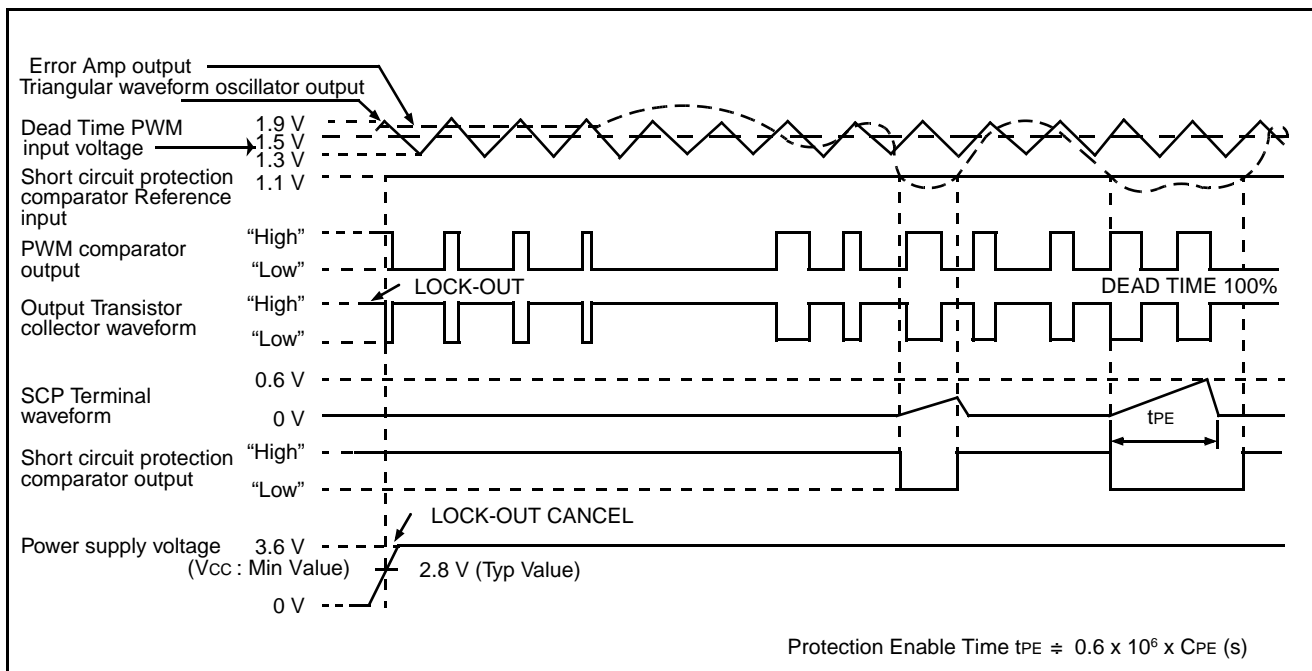 Error Amp output
Triangular waveform oscillator output
Dead Time PWM
input voltage
1.9 V
1.5 V
1.3 V
Short circuit protection
comparator Reference
input
1.1 V
PWM comparator
output
“High”
“Low”
LOCK-OUT
DEAD TIME 100%
Output Transistor
collector waveform
“High”
“Low”
SCP Terminal
waveform
0.6 V
0 V
tPE
Short circuit protection
comparator output
“High”
“Low”
LOCK-OUT CANCEL
Power supply voltage
3.6 V
(VCC : Min Value)
2.8 V (Typ Value)
0 V
Protection Enable Time tPE ≑ 0.6 x 10⁶ x CPE (s)